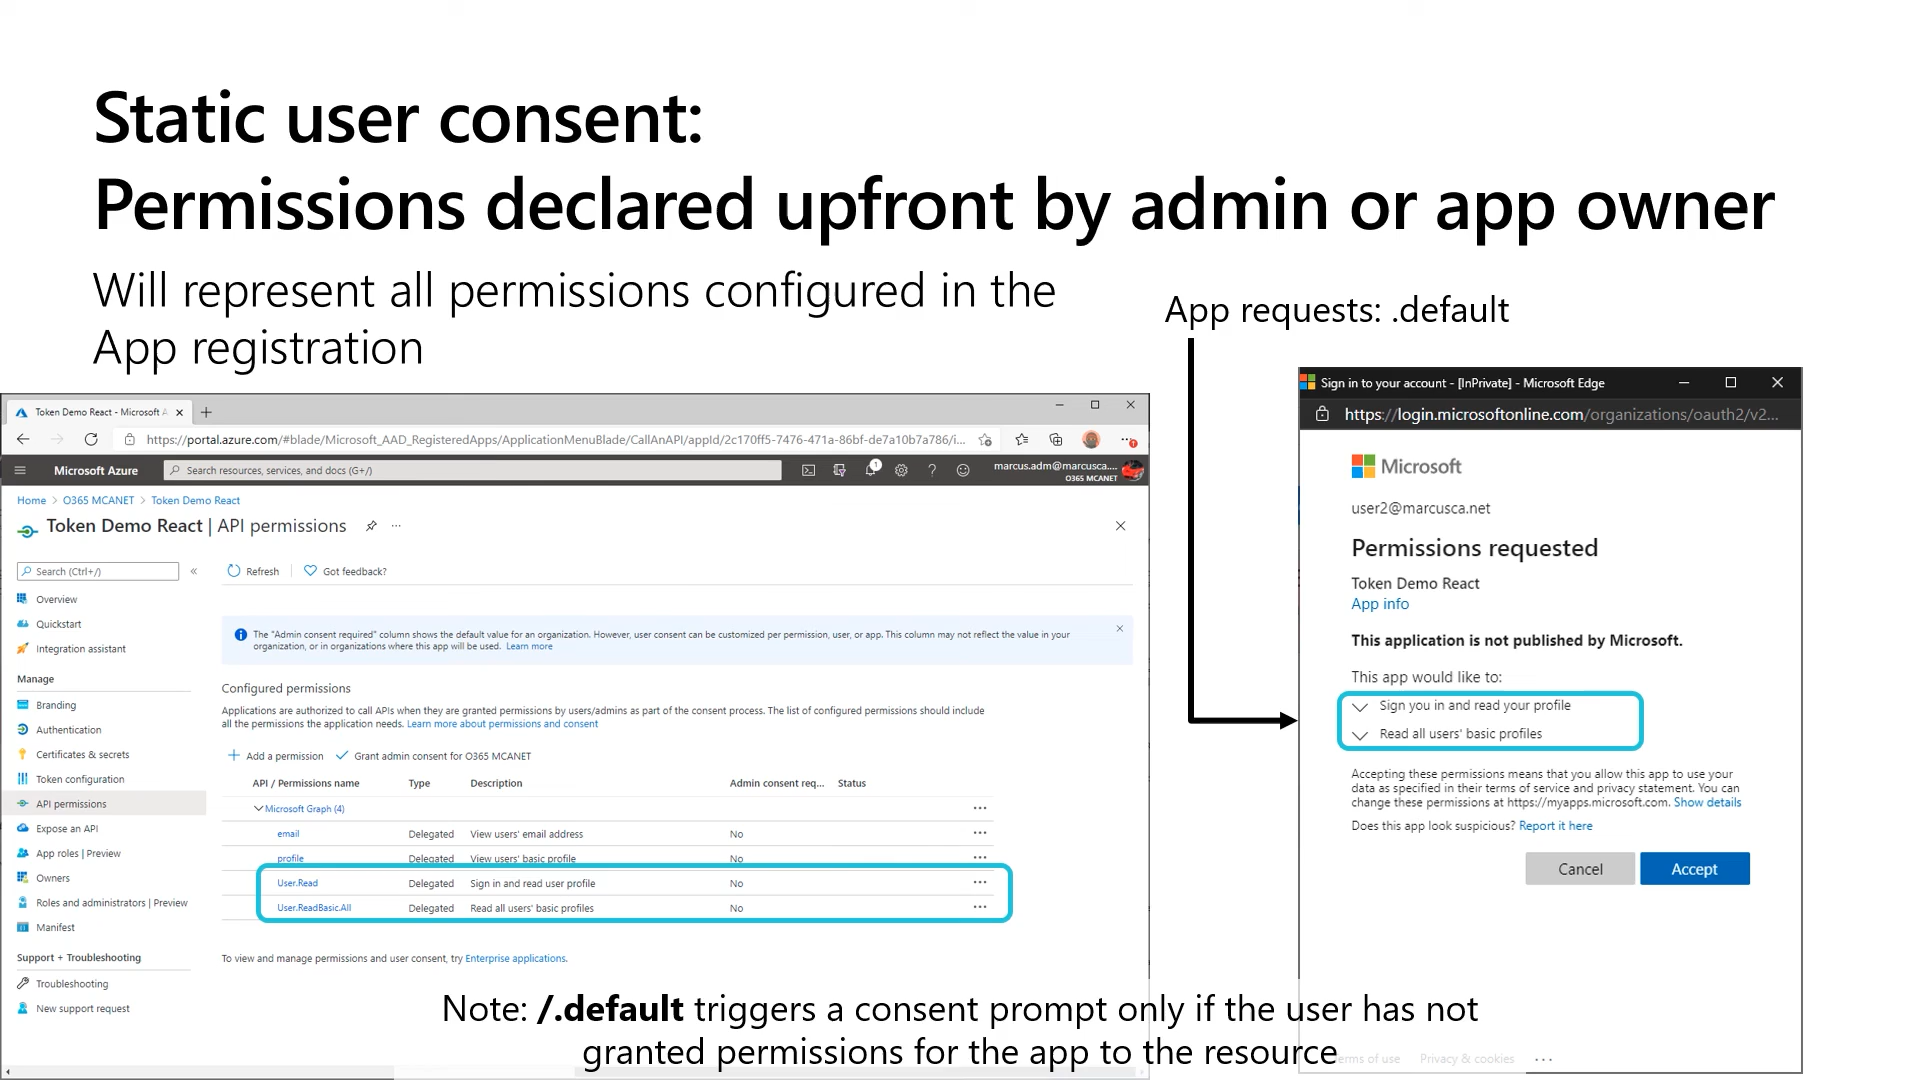 Static user consent:
Permissions declared upfront by admin or app owner
Will represent all permissions configured in the
App registration
App requests: .default
Token Demo React - Microsoft A
https://portal.azure.com/#blade/Microsoft_AAD_RegisteredApps/ApplicationMenuBlade/CallAnAPI/appId/2c170ff5-7476-471a-86bf-de7a10b7a786/i...
Microsoft Azure
Search resources, services, and docs (G+/)
1
marcus.adm@marcusca....
O365 MCANET
Home > O365 MCANET > Token Demo React
Token Demo React | API permissions
Search (Ctrl+/)
Overview
Quickstart
Integration assistant
Manage
Branding
Authentication
Certificates & secrets
Token configuration
API permissions
Expose an API
App roles | Preview
Owners
Roles and administrators | Preview
Manifest
Support + Troubleshooting
Troubleshooting
New support request
Refresh
Got feedback?
The "Admin consent required" column shows the default value for an organization. However, user consent can be customized per permission, user, or app. This column may not reflect the value in your
organization, or in organizations where this app will be used. Learn more
Configured permissions
Applications are authorized to call APIs when they are granted permissions by users/admins as part of the consent process. The list of configured permissions should include
all the permissions the application needs. Learn more about permissions and consent
Add a permission
Grant admin consent for O365 MCANET
API / Permissions name Type Description Admin consent req... Status
Microsoft Graph (4) ...
email Delegated View users' email address No ...
profile Delegated View users' basic profile No ...
User.Read Delegated Sign in and read user profile No ...
User.ReadBasic.All Delegated Read all users' basic profiles No ...
To view and manage permissions and user consent, try Enterprise applications.
Sign in to your account - [InPrivate] - Microsoft Edge
https://login.microsoftonline.com/organizations/oauth2/v2...
Microsoft
user2@marcusca.net
Permissions requested
Token Demo React
App info
This application is not published by Microsoft.
This app would like to:
Sign you in and read your profile
Read all users' basic profiles
Accepting these permissions means that you allow this app to use your
data as specified in their terms of service and privacy statement. You can
change these permissions at https://myapps.microsoft.com. Show details
Does this app look suspicious? Report it here
Cancel
Accept
Note: /.default triggers a consent prompt only if the user has not
granted permissions for the app to the resource
of use Privacy & cookies ...